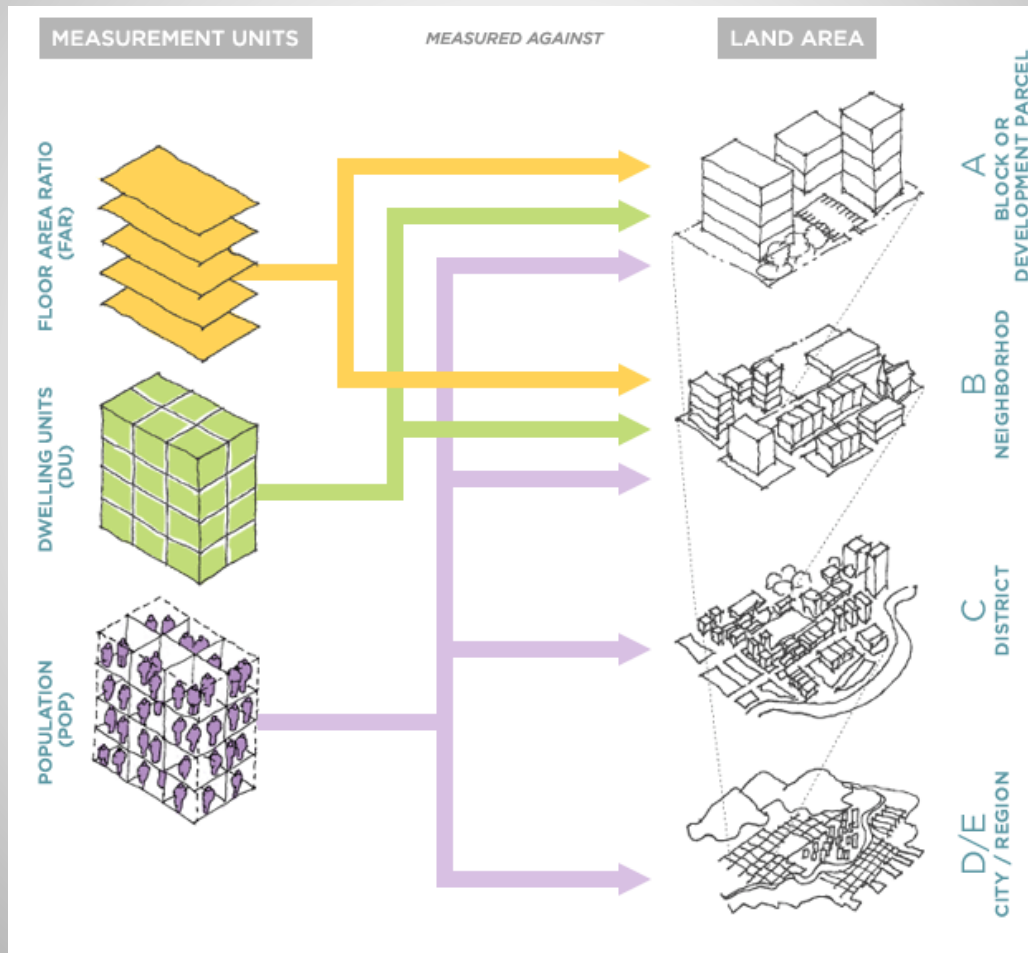 MEASUREMENT UNITS
MEASURED AGAINST
LAND AREA
FLOOR AREA RATIO
(FAR)
DWELLING UNITS
(DU)
POPULATION
(POP)
A
BLOCK OR
DEVELOPMENT PARCEL
B
NEIGHBORHOD
C
DISTRICT
D/E
CITY / REGION